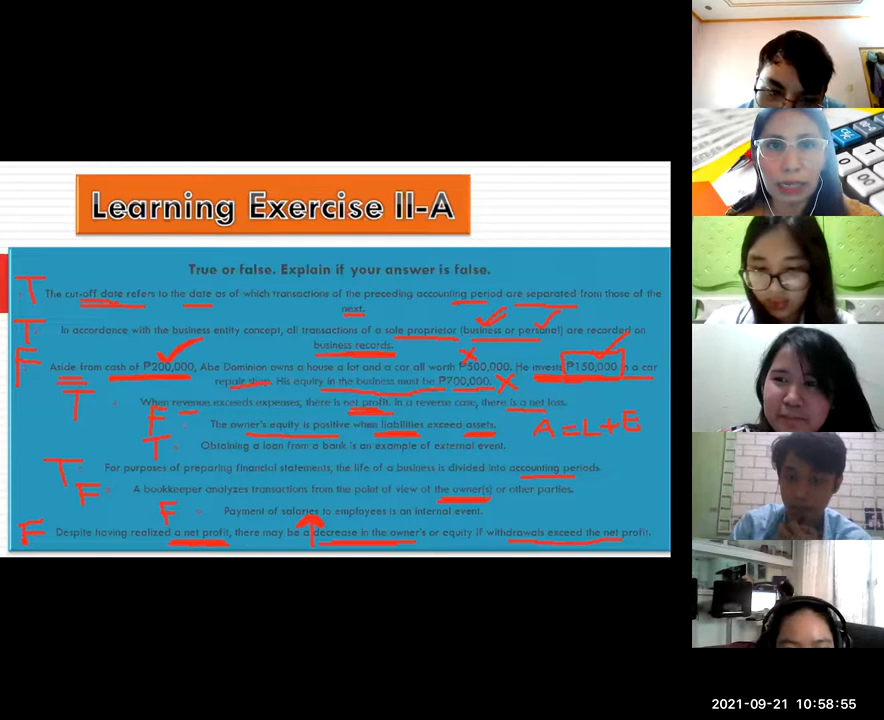 Learning Exercise II-A
True or false. Explain if your answer is false.
T The cut-off date refers to the date as of which transactions of the preceding accounting period are separated from those of the
next.
T In accordance with the business entity concept, all transactions of a sole proprietor (business or personal) are recorded on
business records.
F Aside from cash of ₱200,000, Abe Dominion owns a house a lot and a car all worth ₱500,000. He invests ₱150,000 in a car
repair shop. His equity in the business must be ₱700,000.
T When revenue exceeds expenses, there is net profit. In a reverse case, there is a net loss.
F The owner's equity is positive when liabilities exceed assets. A = L + E
T Obtaining a loan from a bank is an example of external event.
T For purposes of preparing financial statements, the life of a business is divided into accounting periods.
F A bookkeeper analyzes transactions from the point of view of the owner(s) or other parties.
F Payment of salaries to employees is an internal event.
F Despite having realized a net profit, there may be a decrease in the owner's or equity if withdrawals exceed the net profit.
2021-09-21 10:58:55